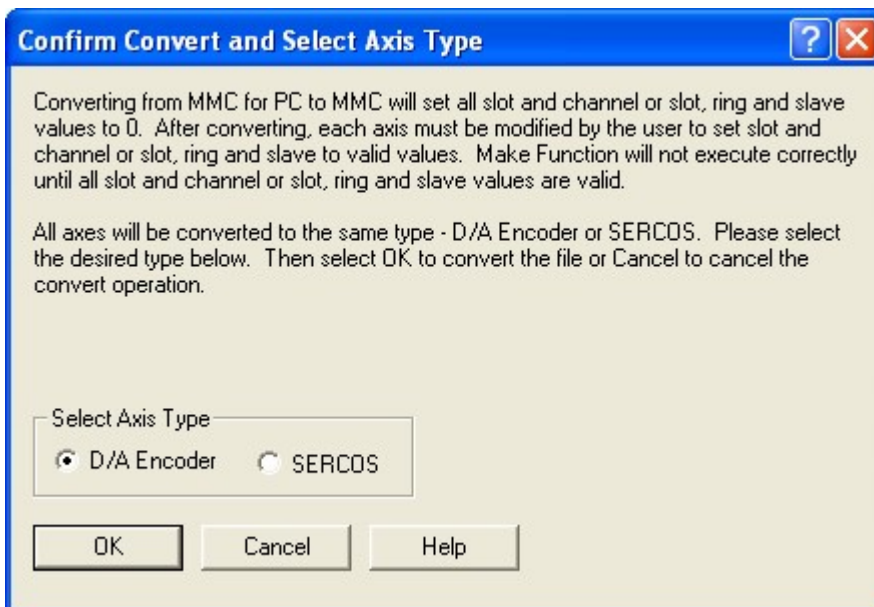 Confirm Convert and Select Axis Type
Converting from MMC for PC to MMC will set all slot and channel or slot, ring and slave
values to 0.  After converting, each axis must be modified by the user to set slot and
channel or slot, ring and slave to valid values.  Make Function will not execute correctly
until all slot and channel or slot, ring and slave values are valid.
All axes will be converted to the same type - D/A Encoder or SERCOS.  Please select
the desired type below.  Then select OK to convert the file or Cancel to cancel the
convert operation.
Select Axis Type
D/A Encoder
SERCOS
OK
Cancel
Help